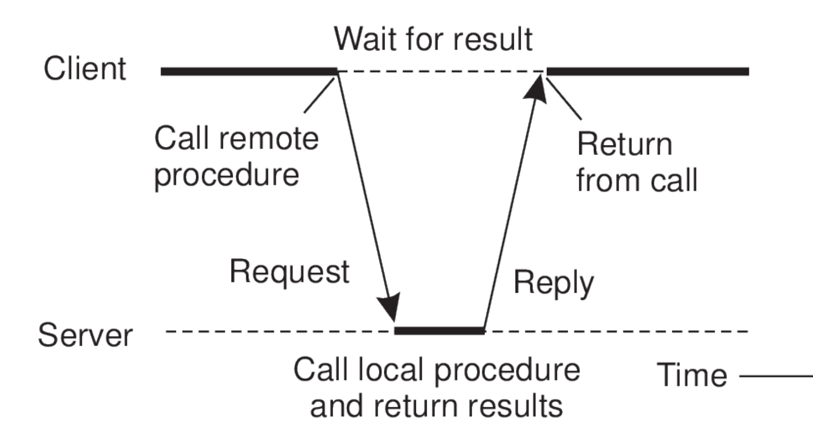 Wait for result
Client
Call remote
procedure
Return
from call
Request
Reply
Server
Call local procedure
and return results
Time